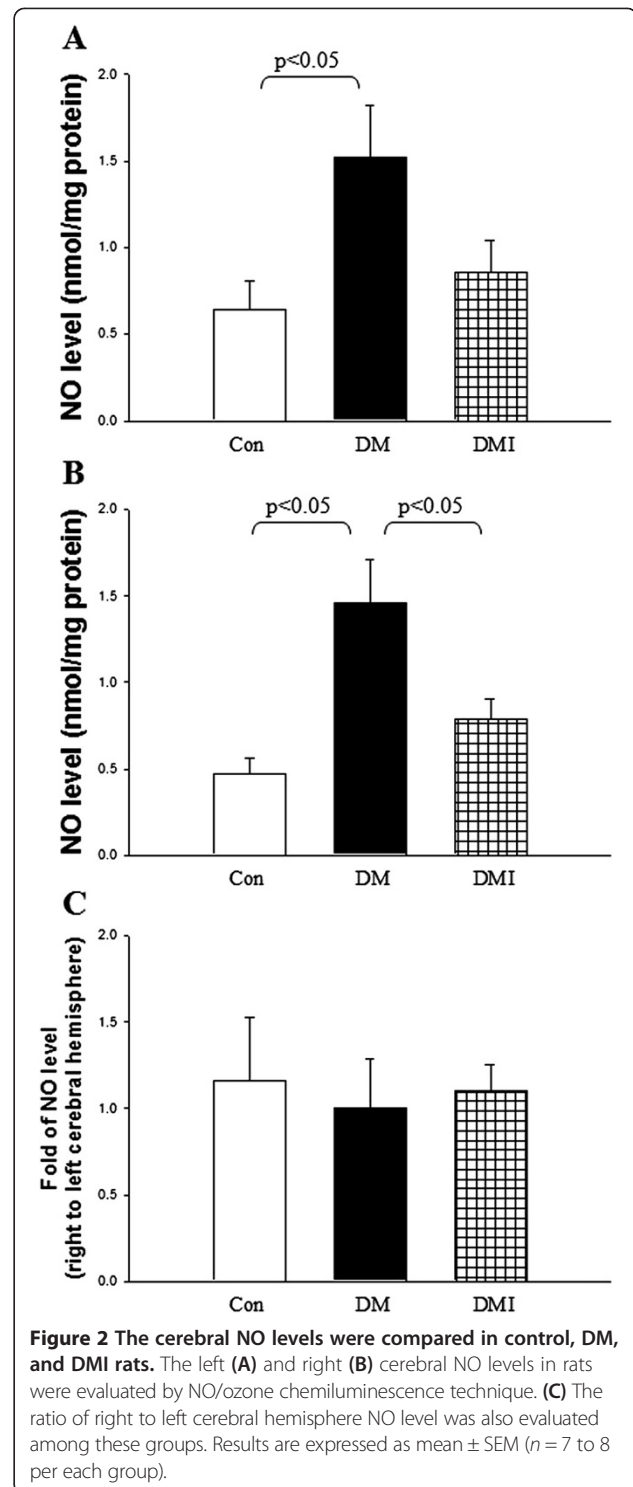 A
p<0.05
NO level (nmol/mg protein)
2.0
1.5
1.0
0.5
0.0
Con DM DMI
B
p<0.05 p<0.05
NO level (nmol/mg protein)
2.0
1.5
1.0
0.5
0.0
Con DM DMI
C
Fold of NO level
(right to left cerebral hemisphere)
2.0
1.5
1.0
0.5
0.0
Con DM DMI
Figure 2 The cerebral NO levels were compared in control, DM,
and DMI rats. The left (A) and right (B) cerebral NO levels in rats
were evaluated by NO/ozone chemiluminescence technique. (C) The
ratio of right to left cerebral hemisphere NO level was also evaluated
among these groups. Results are expressed as mean ± SEM (n = 7 to 8
per each group).